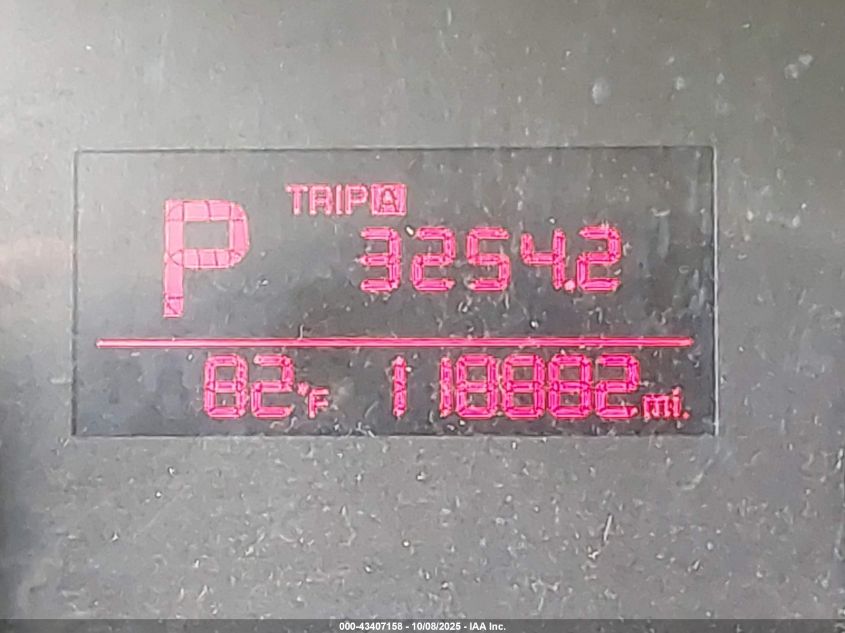 P
TRIP A
3254.2
82°F 118882 mi.
000-43407158 - 10/08/2025 - IAA Inc.